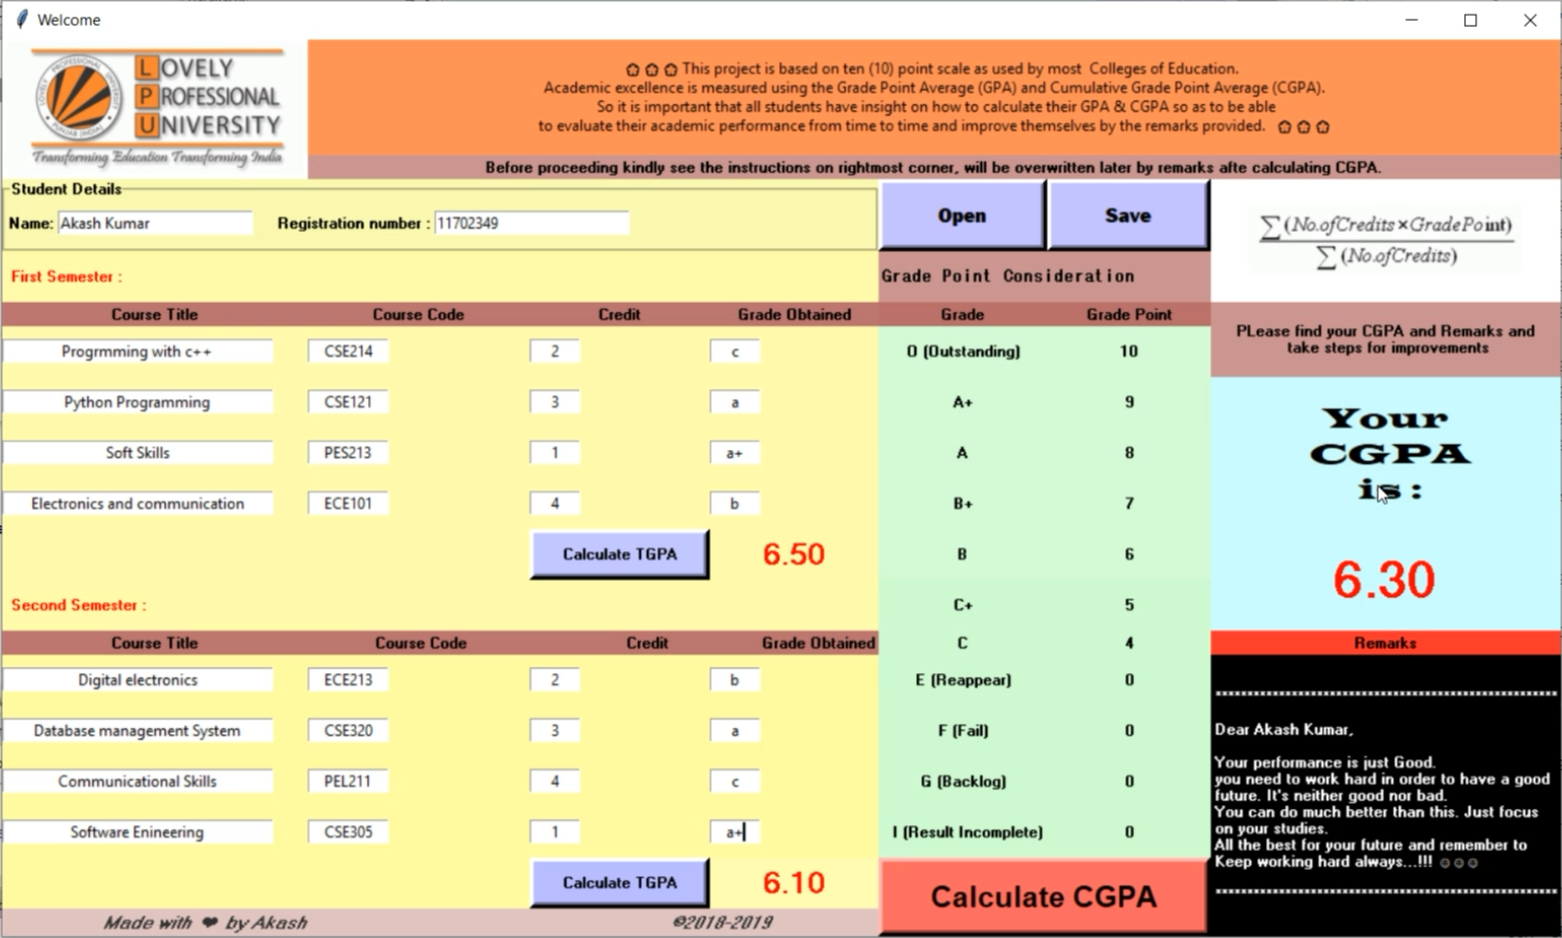 Welcome
LOVELY
PROFESSIONAL
UNIVERSITY
Transforming Education Transforming India
This project is based on ten (10) point scale as used by most Colleges of Education.
Academic excellence is measured using the Grade Point Average (GPA) and Cumulative Grade Point Average (CGPA).
So it is important that all students have insight on how to calculate their GPA & CGPA so as to be able
to evaluate their academic performance from time to time and improve themselves by the remarks provided.
Before proceeding kindly see the instructions on rightmost corner, will be overwritten later by remarks afte calculating CGPA.
Student Details
Name: Akash Kumar Registration number : 11702349
Open Save
∑(No.ofCredits×GradePoint)
∑(No.ofCredits)
First Semester :
Grade Point Consideration
Course Title Course Code Credit Grade Obtained
Progrmming with c++ CSE214 2 c
Python Programming CSE121 3 a
Soft Skills PES213 1 a+
Electronics and communication ECE101 4 b
Calculate TGPA 6.50
Second Semester :
Course Title Course Code Credit Grade Obtained
Digital electronics ECE213 2 b
Database management System CSE320 3 a
Communicational Skills PEL211 4 c
Software Enineering CSE305 1 a+
Calculate TGPA 6.10
Made with ❤ by Akash ©2018-2019
Grade Grade Point
O (Outstanding) 10
A+ 9
A 8
B+ 7
B 6
C+ 5
C 4
E (Reappear) 0
F (Fail) 0
G (Backlog) 0
I (Result Incomplete) 0
Calculate CGPA
PLease find your CGPA and Remarks and
take steps for improvements
Your
CGPA
is :
6.30
Remarks
Dear Akash Kumar,
Your performance is just Good.
you need to work hard in order to have a good
future. It's neither good nor bad.
You can do much better than this. Just focus
on your studies.
All the best for your future and remember to
Keep working hard always...!!! ☺☺☺